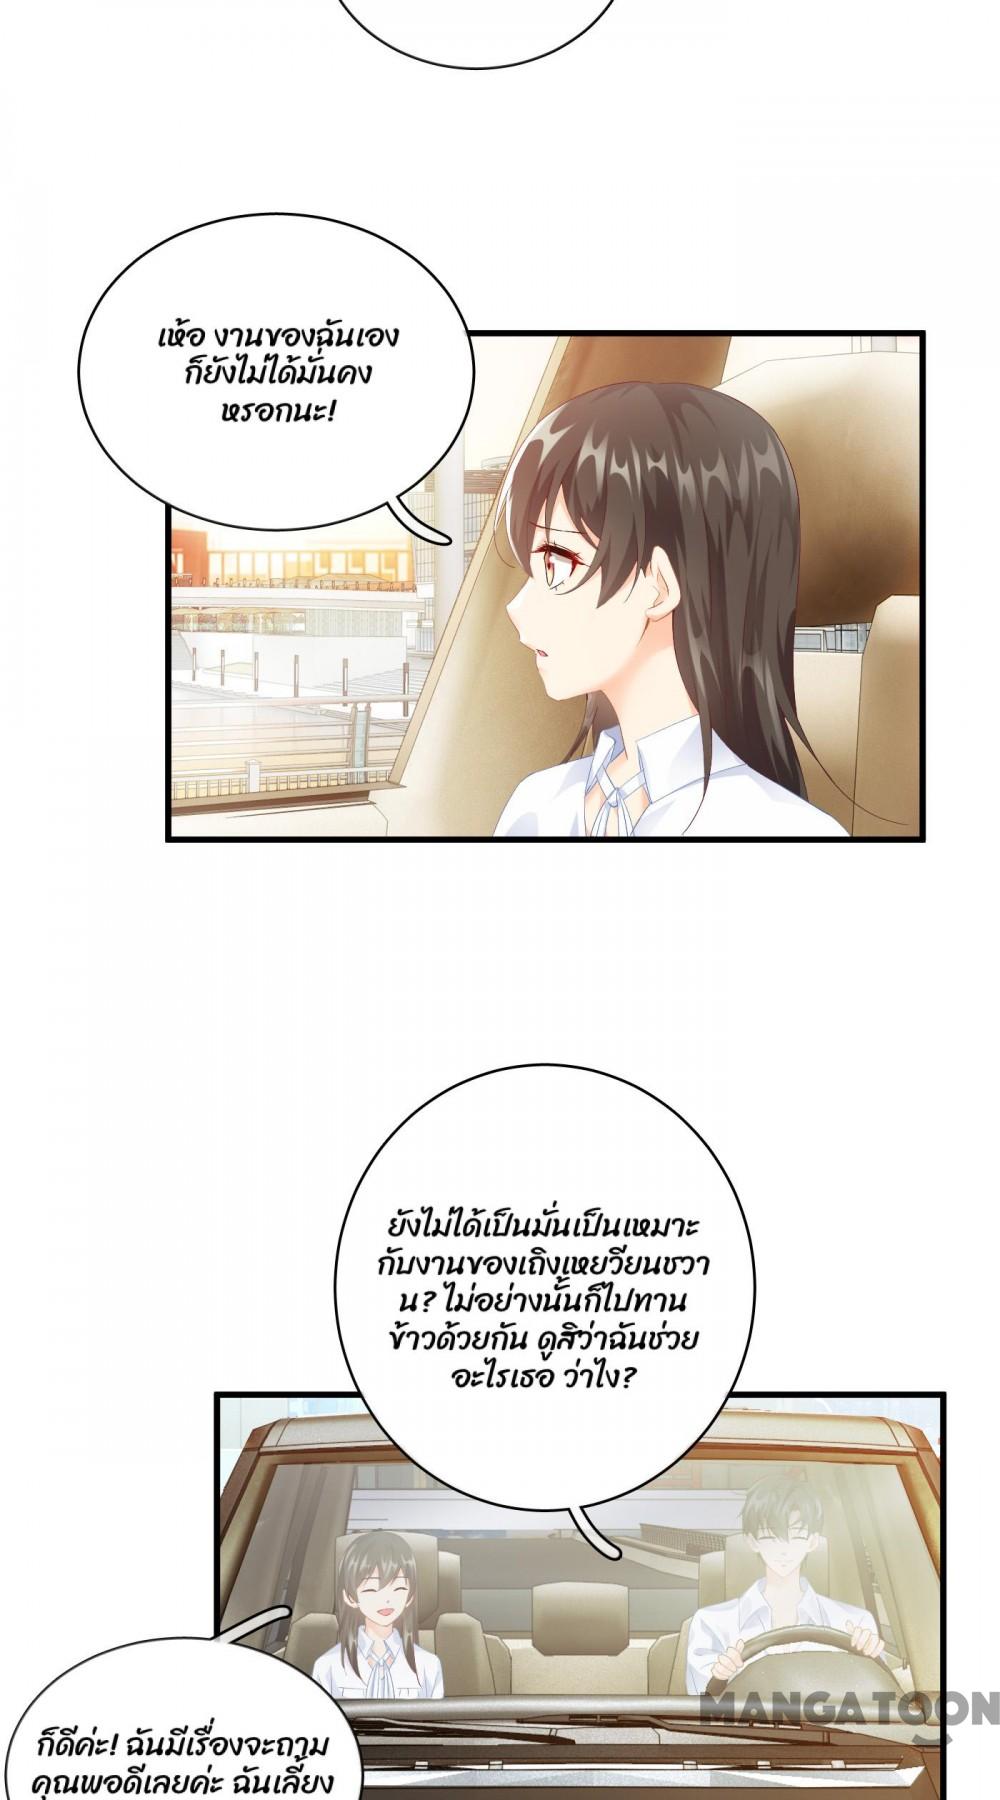 เห้อ งานของฉันเอง
ก็ยังไม่ได้มั่นคง
หรอกนะ!
ยังไม่ได้เป็นมั่นเป็นเหมาะ
กับงานของเถิงเหยวียนชวา
น? ไม่อย่างนั้นก็ไปทาน
ข้าวด้วยกัน ดูสิว่าฉันช่วย
อะไรเธอ ว่าไง?
ก็ดีค่ะ! ฉันมีเรื่องจะถาม
คุณพอดีเลยค่ะ ฉันเลี้ยง
MANGATOON